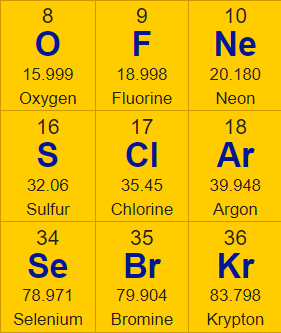 8 9 10
O F Ne
15.999 18.998 20.180
Oxygen Fluorine Neon
16 17 18
S Cl Ar
32.06 35.45 39.948
Sulfur Chlorine Argon
34 35 36
Se Br Kr
78.971 79.904 83.798
Selenium Bromine Krypton